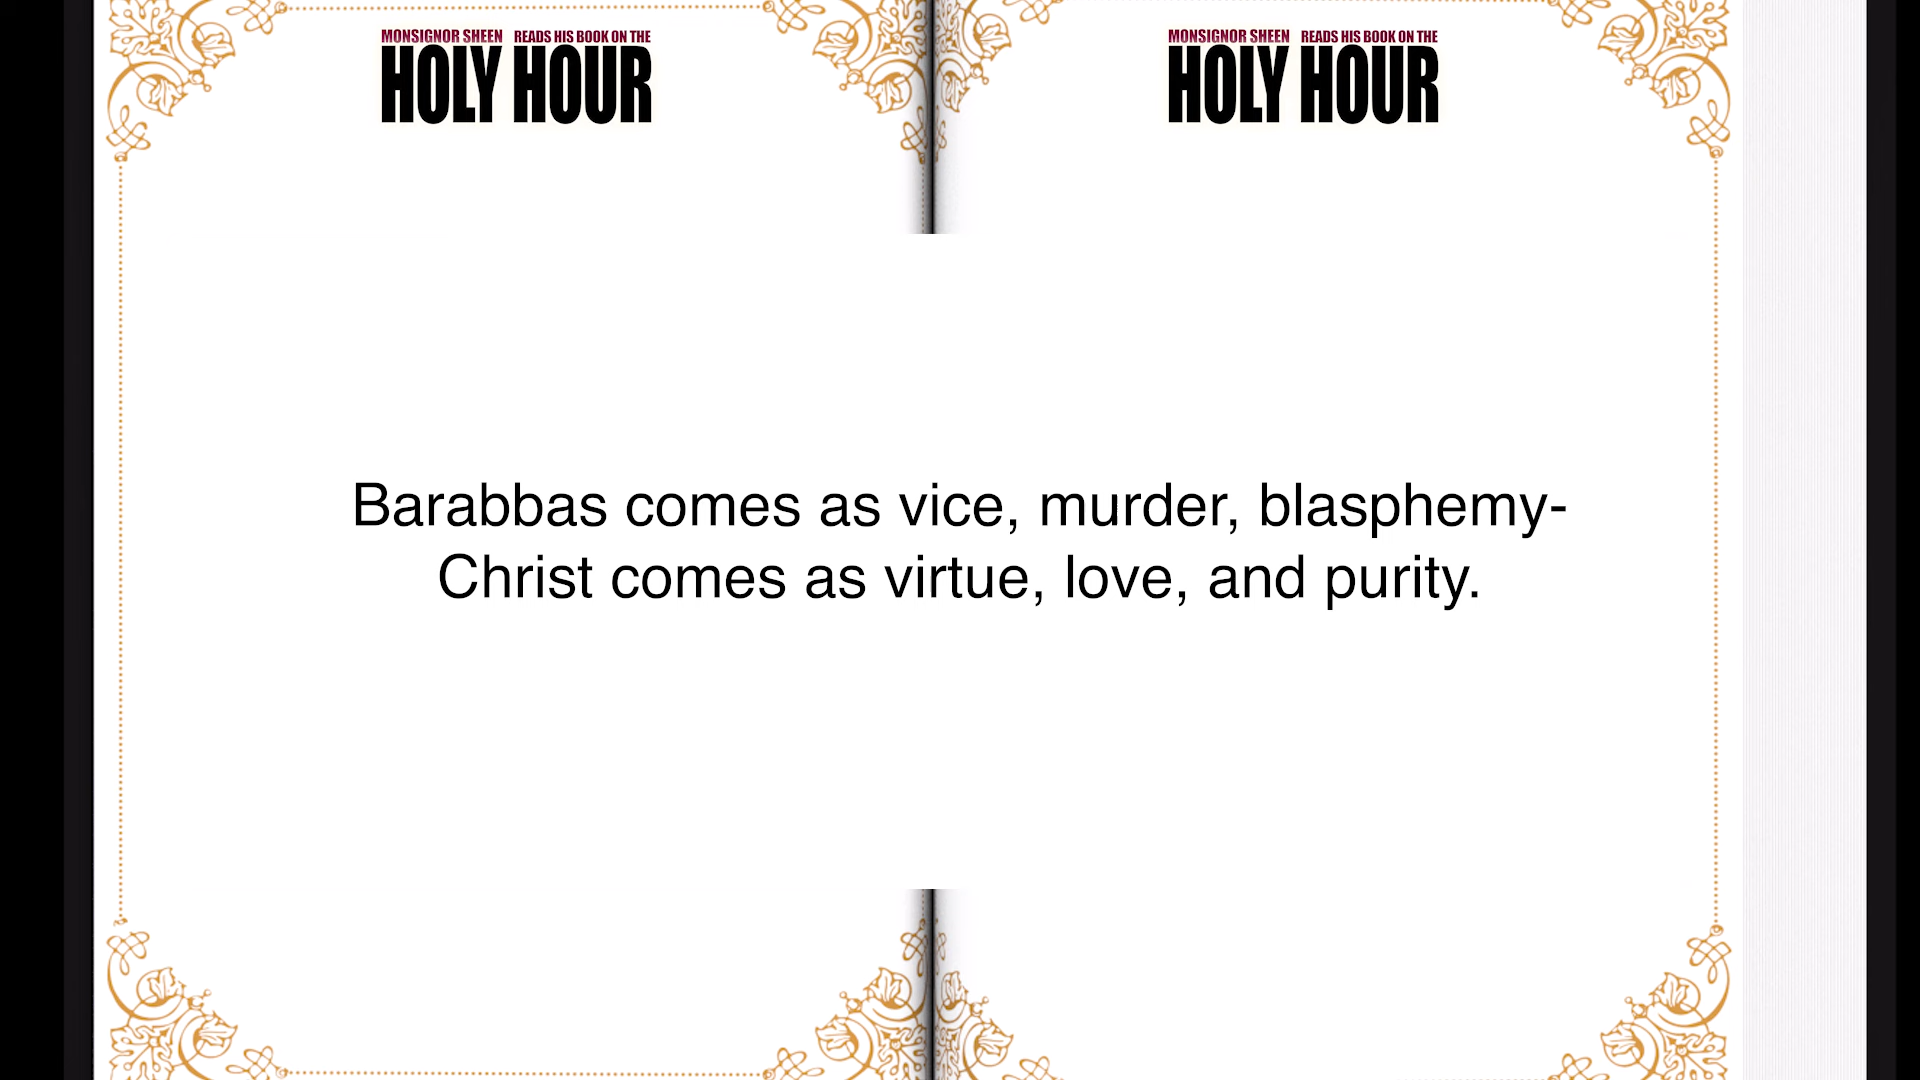 MONSIGNOR SHEEN READS HIS BOOK ON THE
HOLY HOUR
MONSIGNOR SHEEN READS HIS BOOK ON THE
HOLY HOUR
Barabbas comes as vice, murder, blasphemy-
Christ comes as virtue, love, and purity.